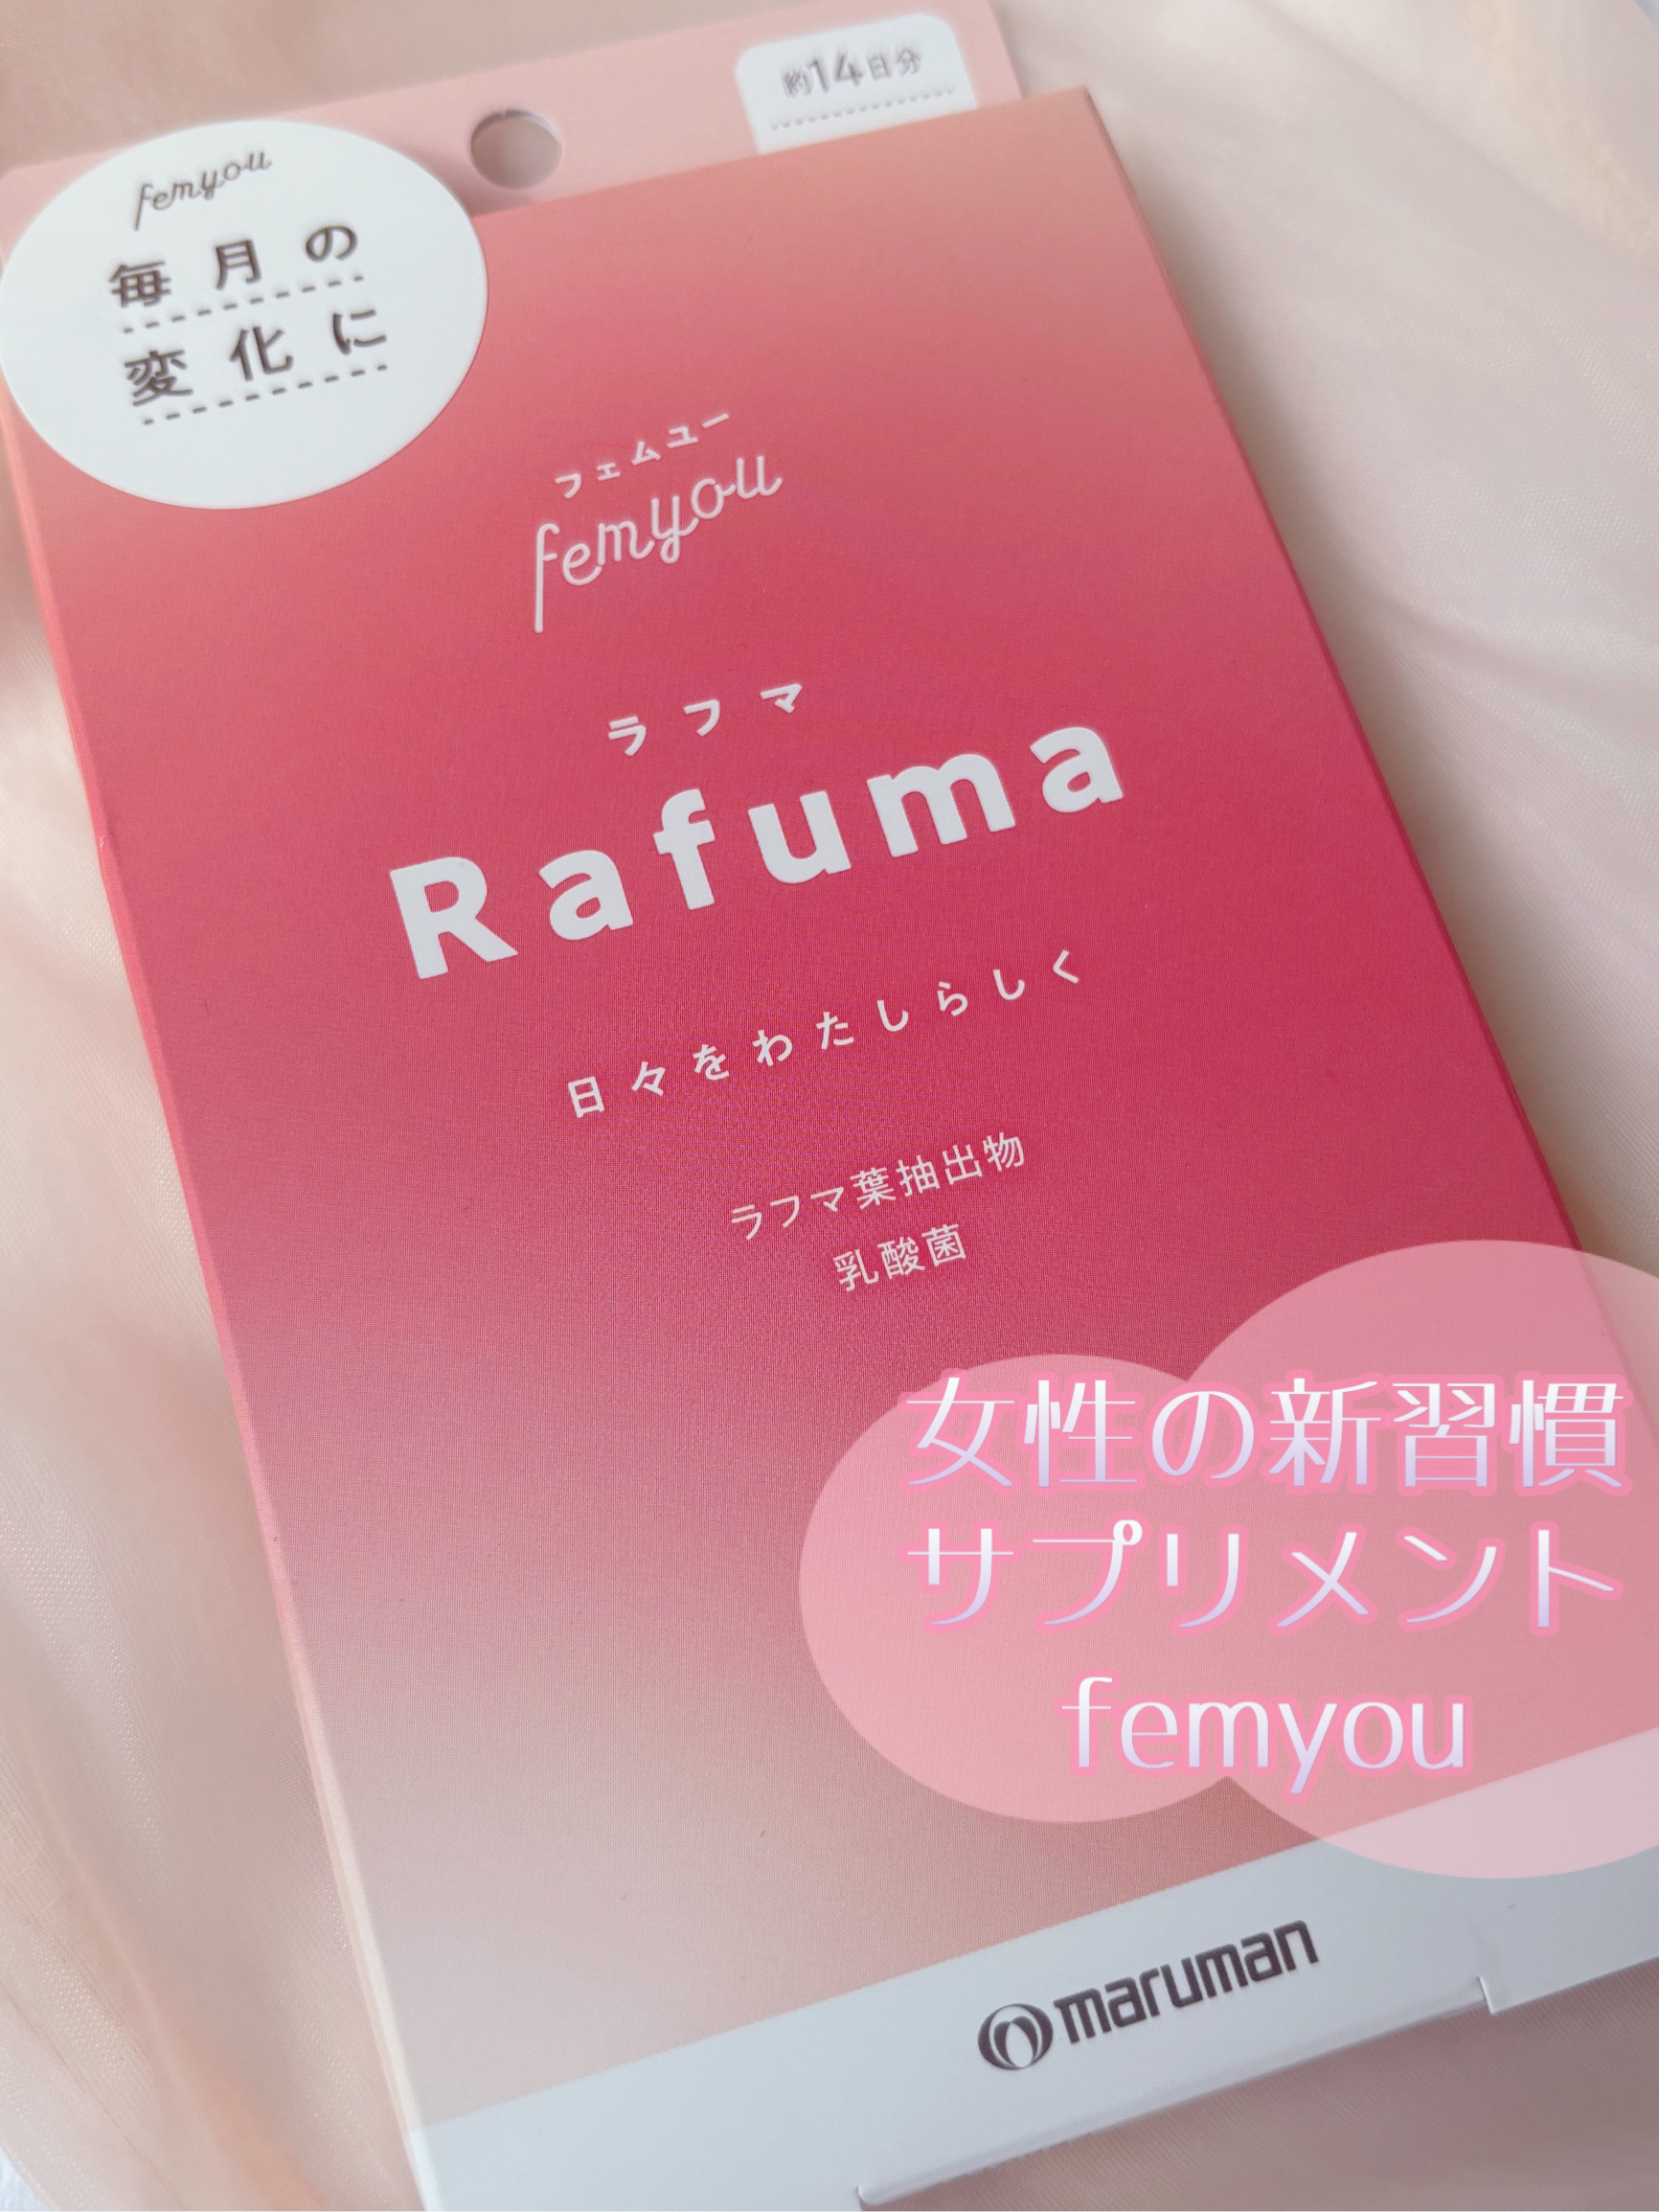 約14日分
femyou
毎月の
変化に
フェムユー
femyou
ラフマ
Rafuma
日々をわたしらしく
ラフマ葉抽出物
乳酸菌
女性の新習慣
サプリメント
femyou
maruman